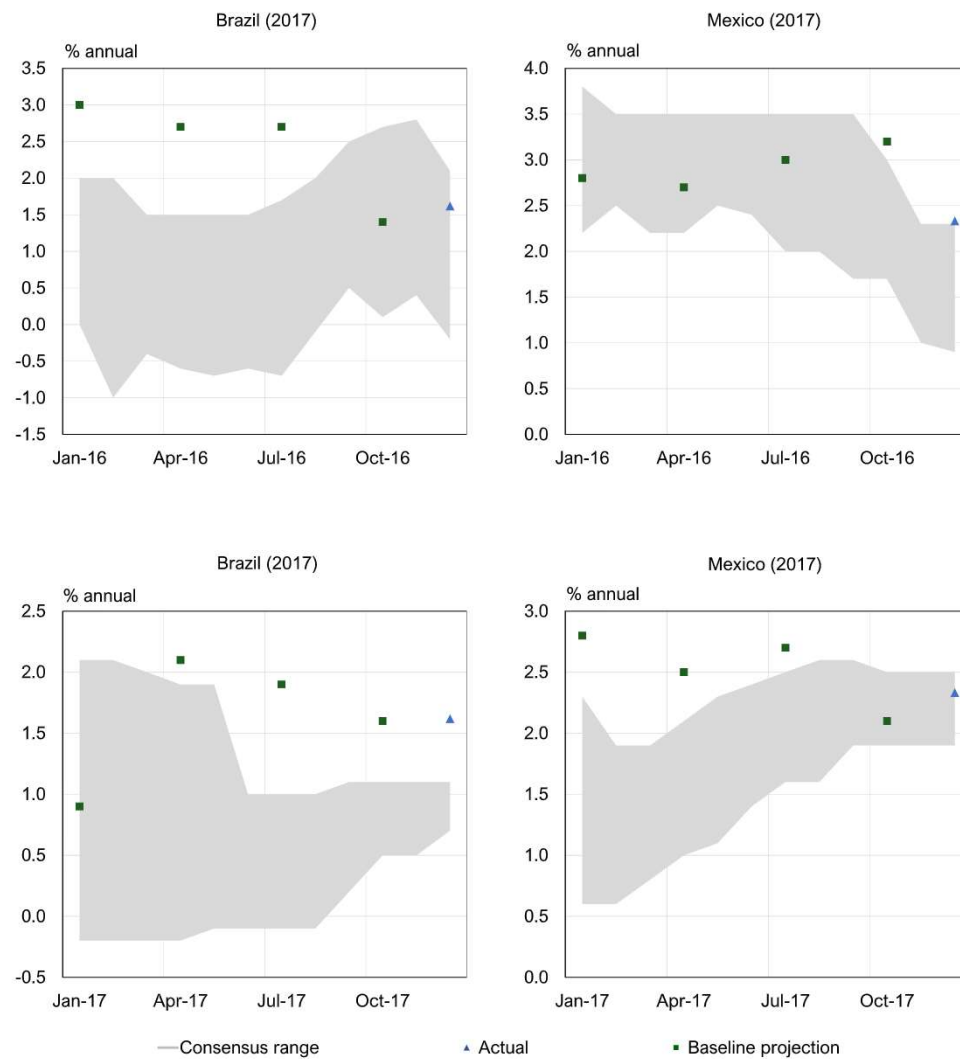 Brazil (2017)
% annual
3.5
3.0
2.5
2.0
1.5
1.0
0.5
0.0
-0.5
-1.0
-1.5
Jan-16 Apr-16 Jul-16 Oct-16
Mexico (2017)
% annual
4.0
3.5
3.0
2.5
2.0
1.5
1.0
0.5
0.0
Jan-16 Apr-16 Jul-16 Oct-16
Brazil (2017)
% annual
2.5
2.0
1.5
1.0
0.5
0.0
-0.5
Jan-17 Apr-17 Jul-17 Oct-17
Mexico (2017)
% annual
3.0
2.5
2.0
1.5
1.0
0.5
0.0
Jan-17 Apr-17 Jul-17 Oct-17
Consensus range Actual Baseline projection